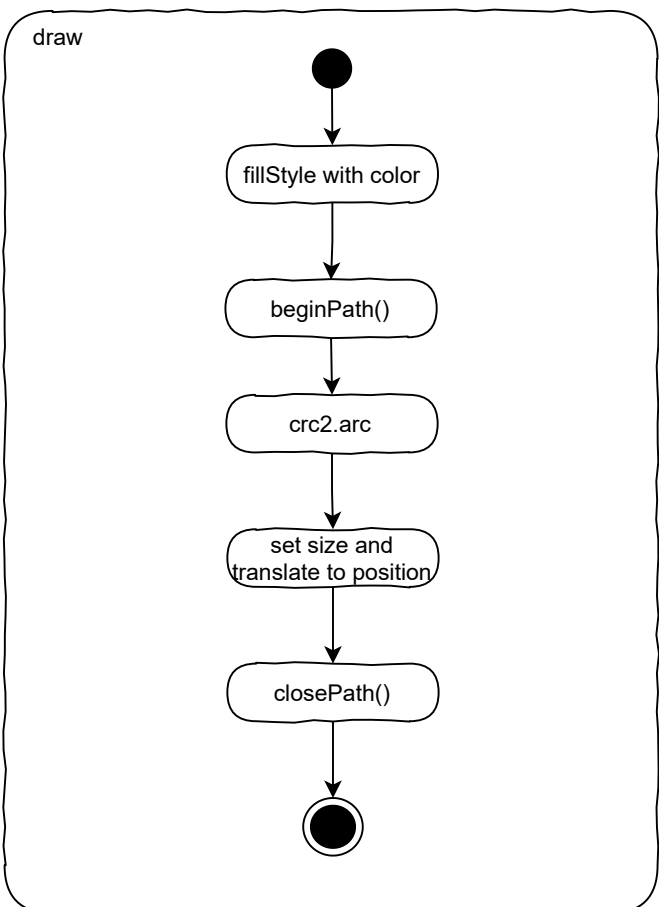 draw
fillStyle with color
beginPath()
crc2.arc
set size and
translate to position
closePath()